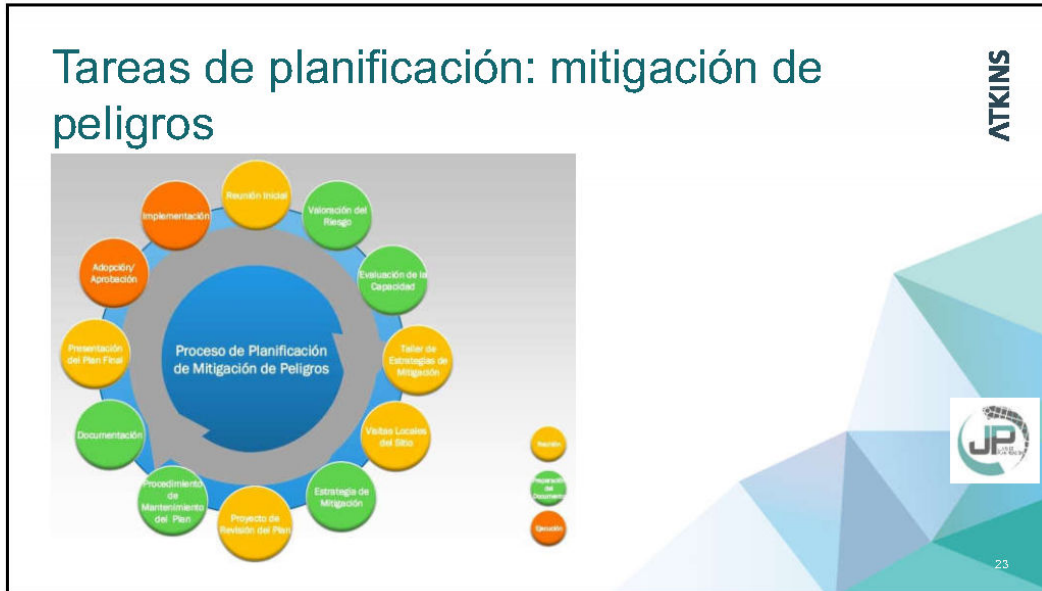 Tareas de planificación: mitigación de
peligros
ATKINS
Reunión Inicial
Valoración del
Riesgo
Evaluación de la
Capacidad
Taller de
Estrategias de
Mitigación
Visitas Locales
del Sitio
Estrategia de
Mitigación
Proyecto de
Revisión del Plan
Procedimiento
de
Mantenimiento
del Plan
Documentación
Presentación
del Plan Final
Adopción/
Aprobación
Implementación
Proceso de Planificación
de Mitigación de Peligros
Reunión
Preparación
del
Documento
Ejecución
JP
23